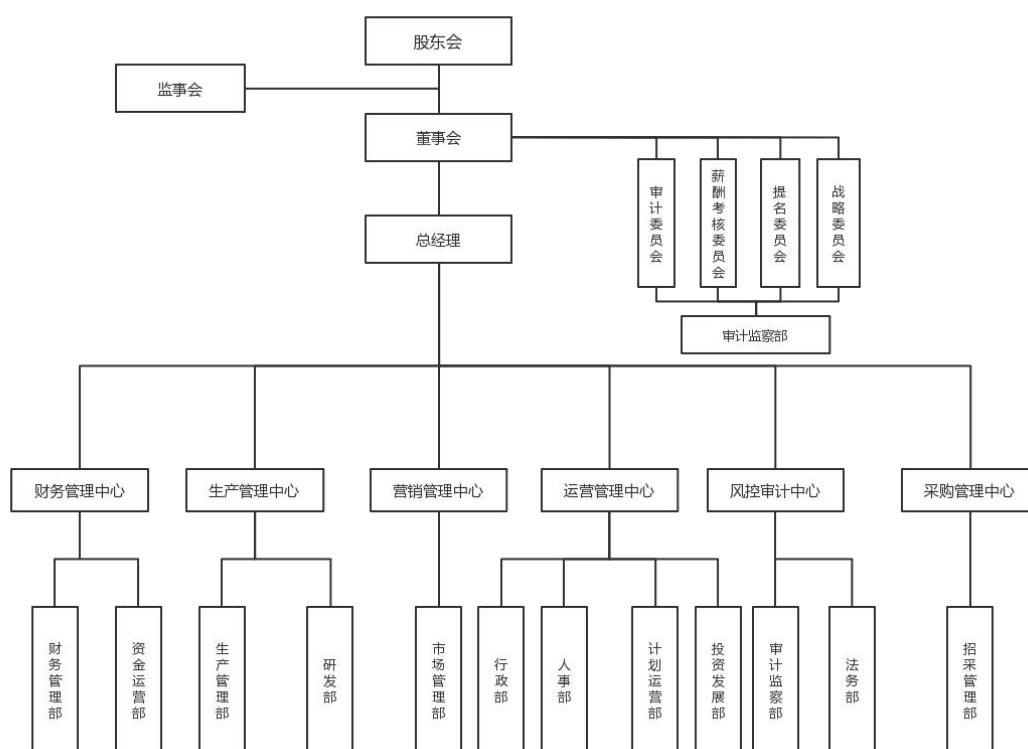 股东会
监事会
董事会
审计委员会
薪酬考核委员会
提名委员会
战略委员会
总经理
审计监察部
财务管理中心
生产管理中心
营销管理中心
运营管理中心
风控审计中心
采购管理中心
财务管理部
资金运营部
生产管理部
研发部
市场管理部
行政部
人事部
计划运营部
投资发展部
审计监察部
法务部
招采管理部